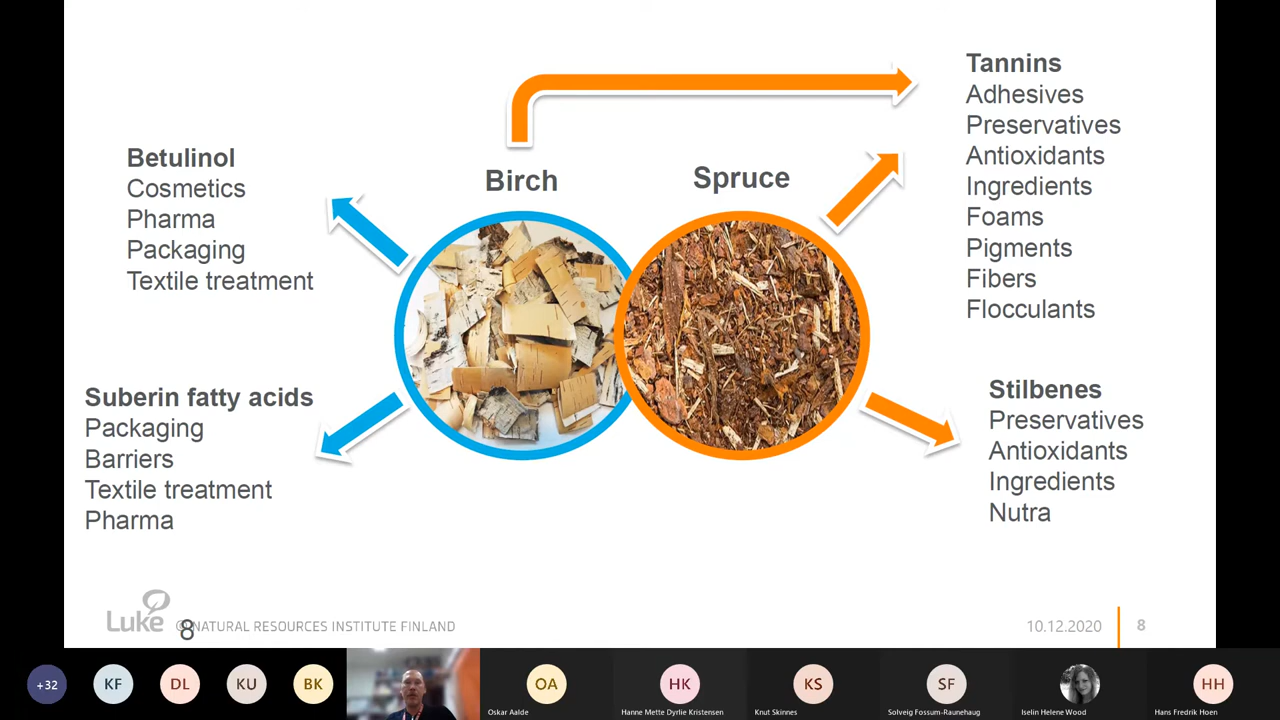 Tannins
Adhesives
Preservatives
Antioxidants
Ingredients
Foams
Pigments
Fibers
Flocculants
Betulinol
Cosmetics
Pharma
Packaging
Textile treatment
Birch
Spruce
Suberin fatty acids
Packaging
Barriers
Textile treatment
Pharma
Stilbenes
Preservatives
Antioxidants
Ingredients
Nutra
Luke
8
© NATURAL RESOURCES INSTITUTE FINLAND
10.12.2020
8
+32
KF
DL
KU
BK
OA
Oskar Aalde
HK
Hanne Mette Dyrlie Kristensen
KS
Knut Skinnes
SF
Solveig Fossum-Raunehaug
Iselin Helene Wood
HH
Hans Fredrik Hoen